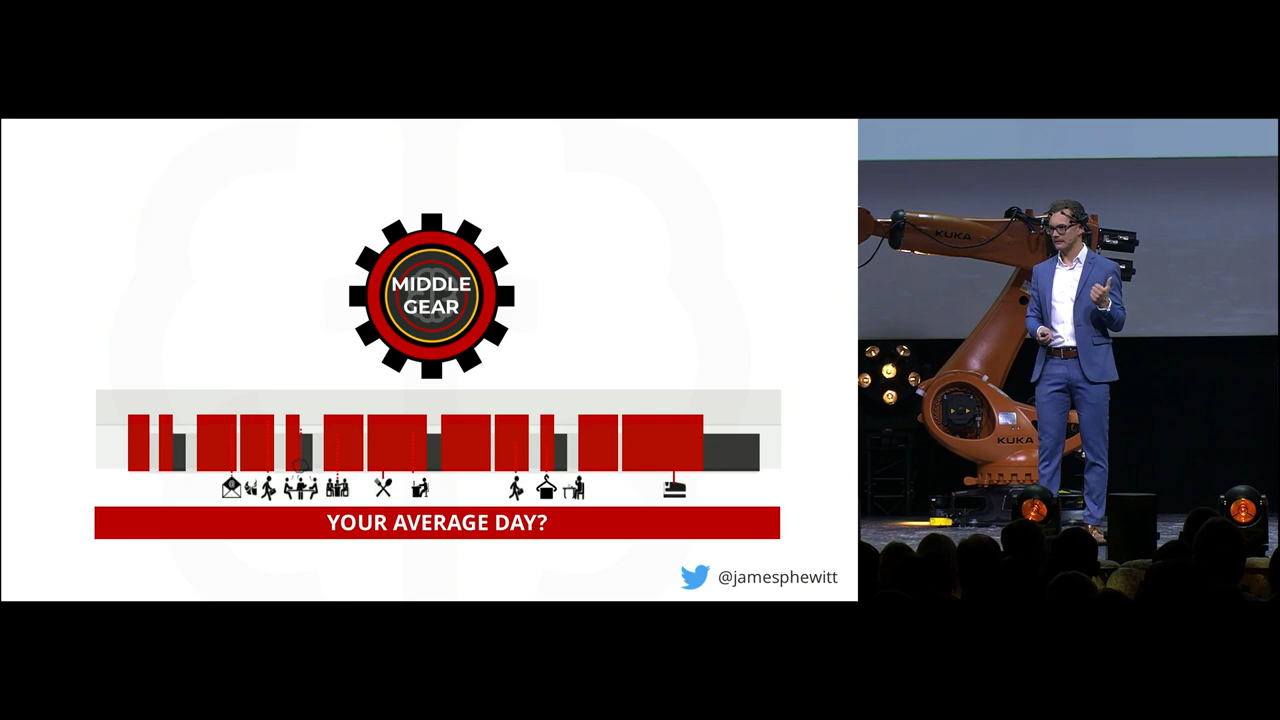 MIDDLE
GEAR
YOUR AVERAGE DAY?
@jamesphewitt
KUKA
KUKA